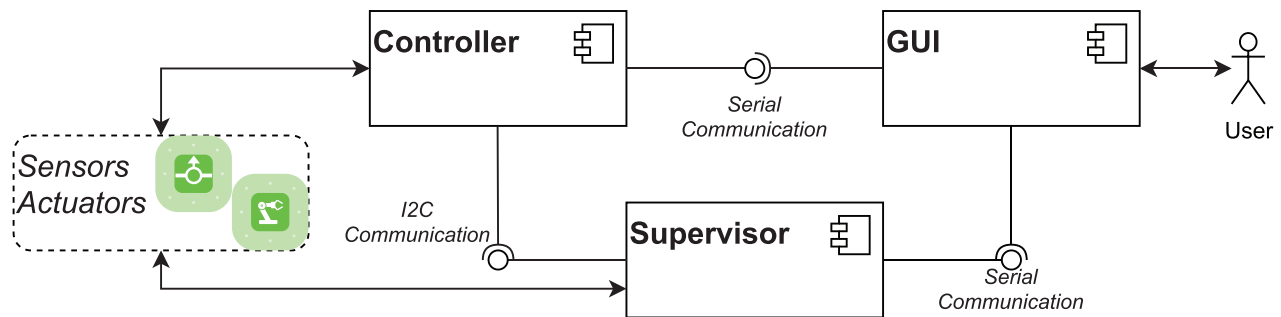 Controller
GUI
Serial
Communication
User
Sensors
Actuators
I2C
Communication
Supervisor
Serial
Communication